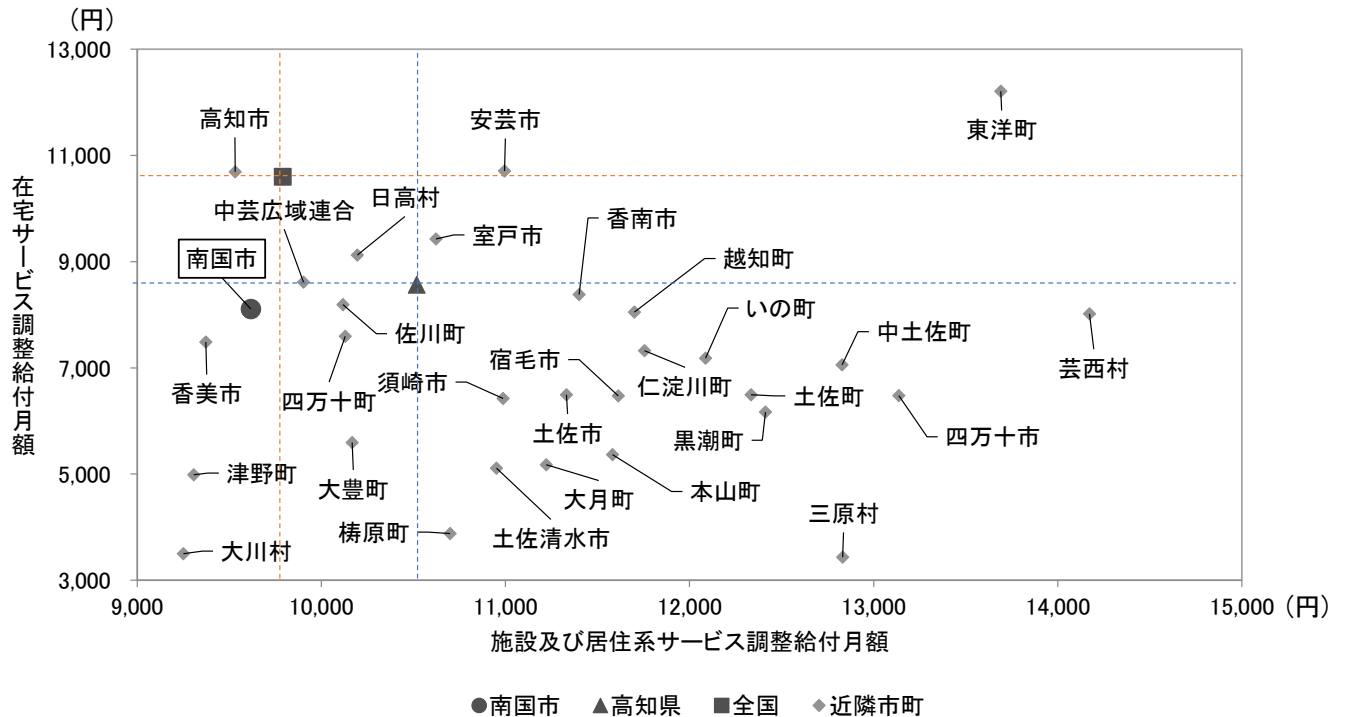 (円)
13,000
11,000
9,000
7,000
5,000
3,000
在宅サービス調整給付月額
高知市
安芸市
東洋町
日高村
中芸広域連合
香南市
室戸市
南国市
越知町
いの町
佐川町
中土佐町
宿毛市
芸西村
香美市
四万十町
須崎市
仁淀川町
土佐町
土佐市
黒潮町
四万十市
津野町
大豊町
大月町
本山町
三原村
梼原町
土佐清水市
大川村
9,000 10,000 11,000 12,000 13,000 14,000 15,000 (円)
施設及び居住系サービス調整給付月額
南国市 高知県 全国 近隣市町